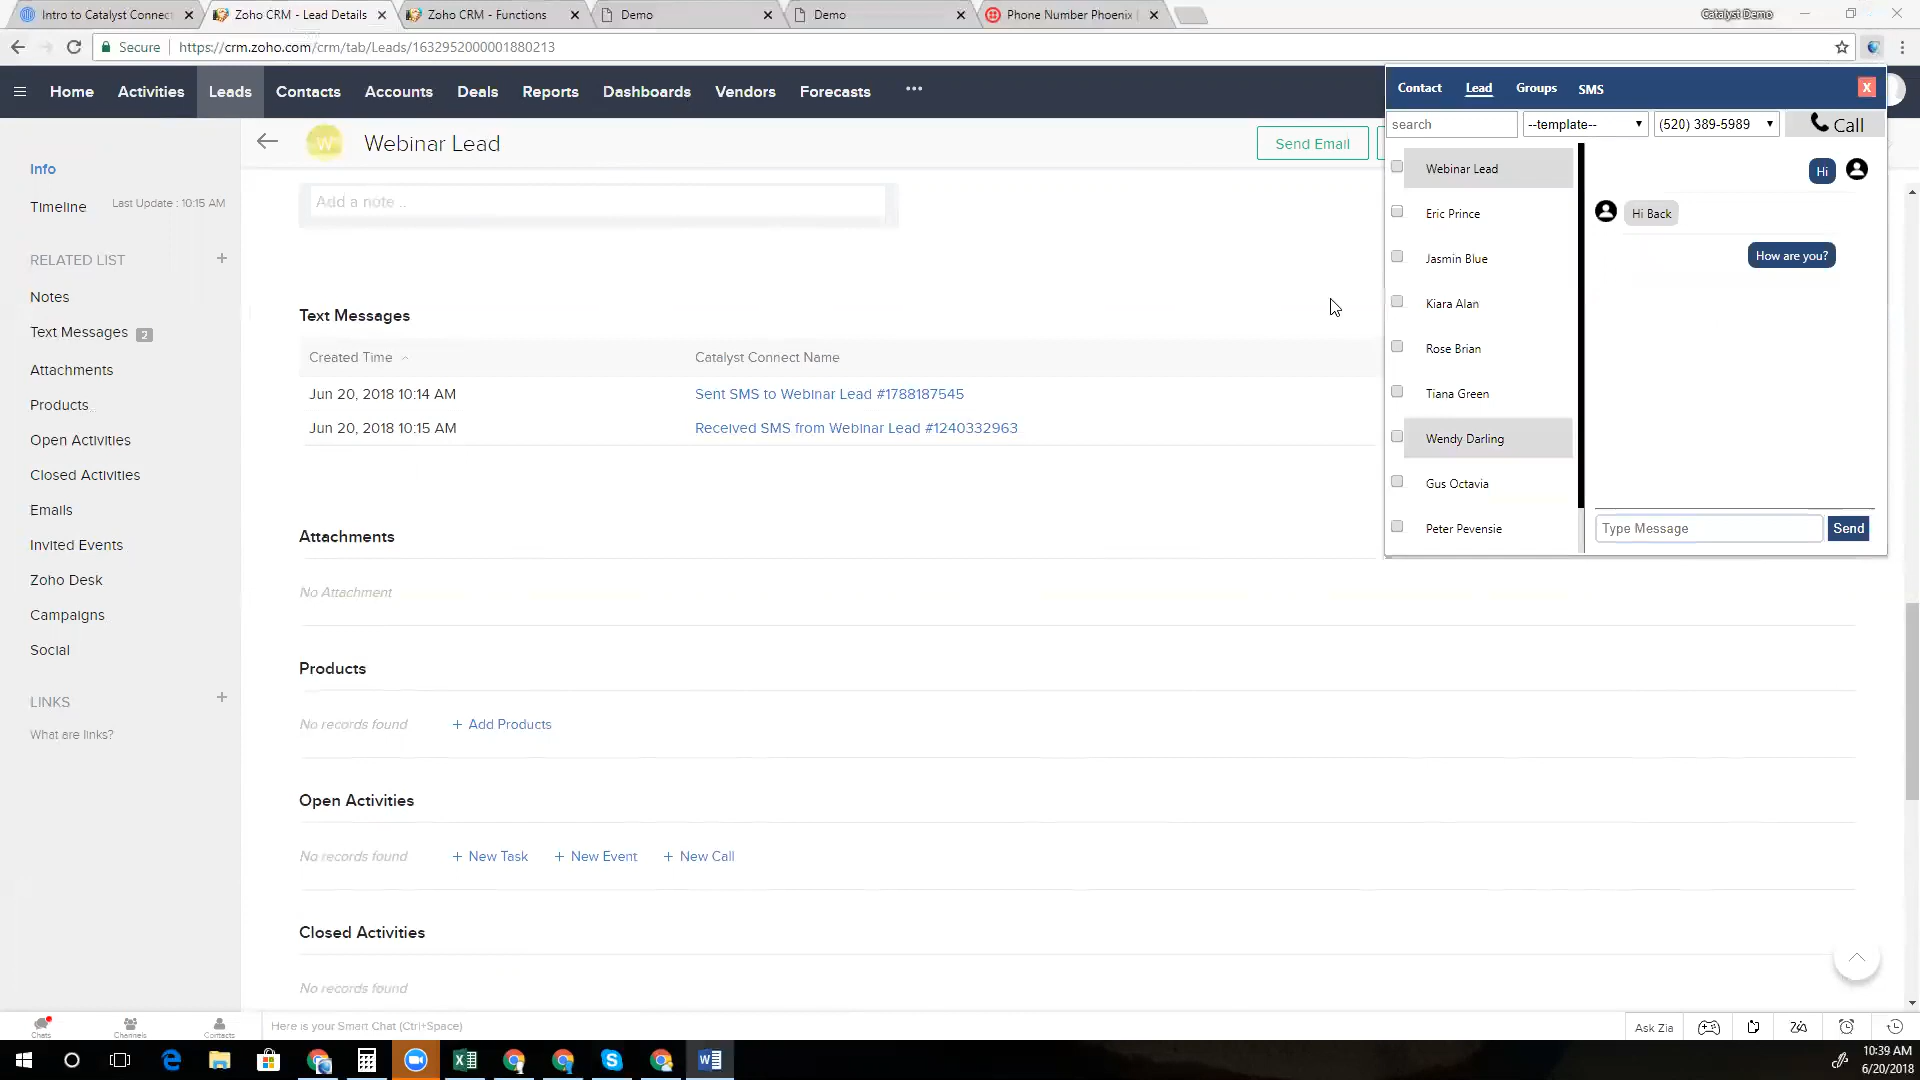 Intro to Catalyst Connect
Zoho CRM - Lead Details
Zoho CRM - Functions
Demo
Demo
Phone Number Phoenix
Catalyst Demo
Secure
https://crm.zoho.com/crm/tab/Leads/1632952000001880213
Home
Activities
Leads
Contacts
Accounts
Deals
Reports
Dashboards
Vendors
Forecasts
•••
W
Webinar Lead
Send Email
Info
Timeline
Last Update : 10:15 AM
RELATED LIST
Notes
Text Messages 2
Attachments
Products
Open Activities
Closed Activities
Emails
Invited Events
Zoho Desk
Campaigns
Social
LINKS
What are links?
Add a note ..
Text Messages
Created Time
Catalyst Connect Name
Jun 20, 2018 10:14 AM
Sent SMS to Webinar Lead #1788187545
Jun 20, 2018 10:15 AM
Received SMS from Webinar Lead #1240332963
Attachments
No Attachment
Products
No records found
+ Add Products
Open Activities
No records found
+ New Task
+ New Event
+ New Call
Closed Activities
No records found
Contact
Lead
Groups
SMS
X
search
--template--
(520) 389-5989
Call
Webinar Lead
Eric Prince
Jasmin Blue
Kiara Alan
Rose Brian
Tiana Green
Wendy Darling
Gus Octavia
Peter Pevensie
Hi
Hi Back
How are you?
Type Message
Send
Chats
Channels
Contacts
Here is your Smart Chat (Ctrl+Space)
Ask Zia
10:39 AM
6/20/2018